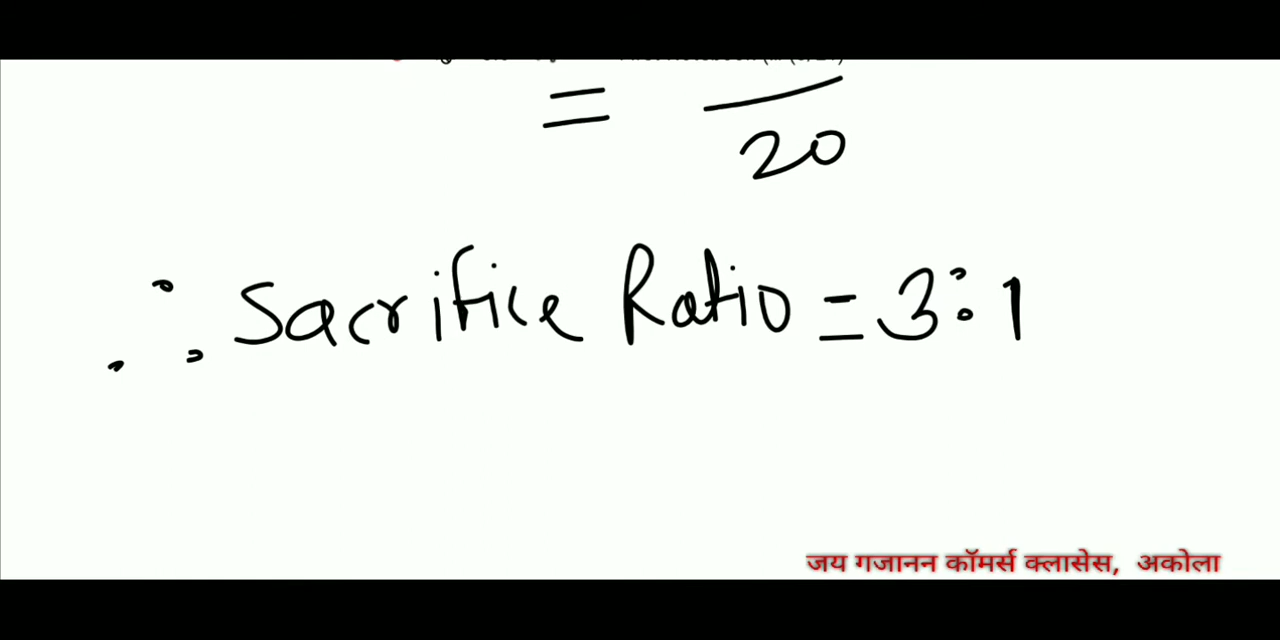 = 20
∴ Sacrifice Ratio = 3:1
जय गजानन कॉमर्स क्लासेस, अकोला